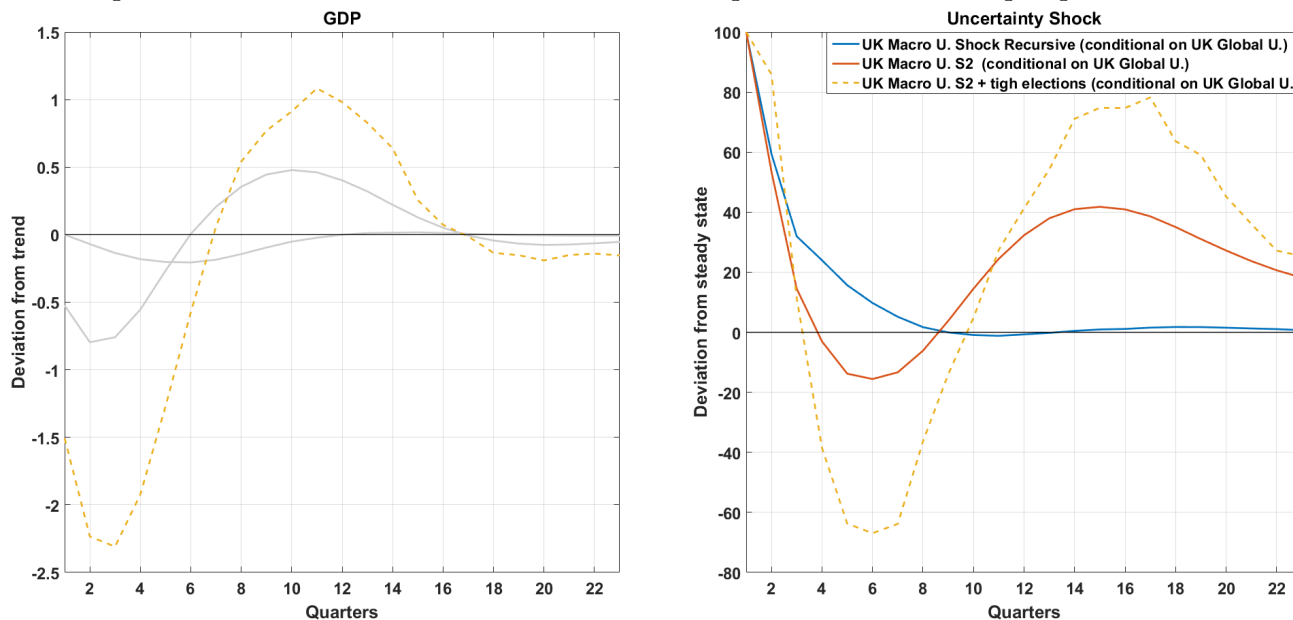 GDP
1.5
1
0.5
0
-0.5
-1
-1.5
-2
-2.5
Deviation from trend
2 4 6 8 10 12 14 16 18 20 22
Quarters
Uncertainty Shock
UK Macro U. Shock Recursive (conditional on UK Global U.)
UK Macro U. S2 (conditional on UK Global U.)
UK Macro U. S2 + tigh elections (conditional on UK Global U.
100
80
60
40
20
0
-20
-40
-60
-80
Deviation from steady state
2 4 6 8 10 12 14 16 18 20 22
Quarters